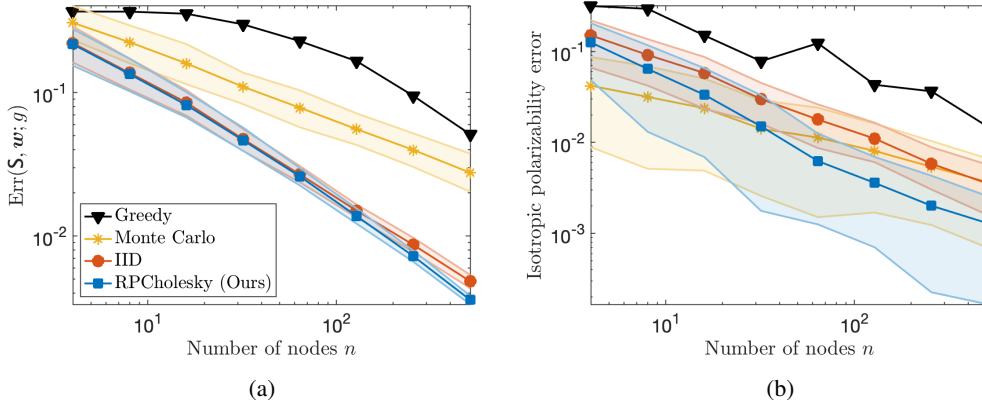 Err(S, w; g)
10^-1
10^-2
Greedy
Monte Carlo
IID
RPCholesky (Ours)
10^1
10^2
Number of nodes n
(a)
Isotropic polarizability error
10^-1
10^-2
10^-3
10^1
10^2
Number of nodes n
(b)